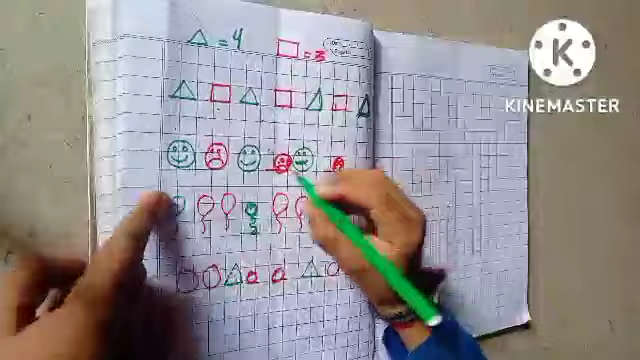 = 4
= 3
K
KINEMASTER